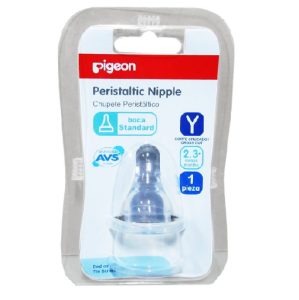 pigeon
Peristaltic Nipple
Chupete Peristáltico
boca
Standard
Y
AVS
2.3+
1
pieza